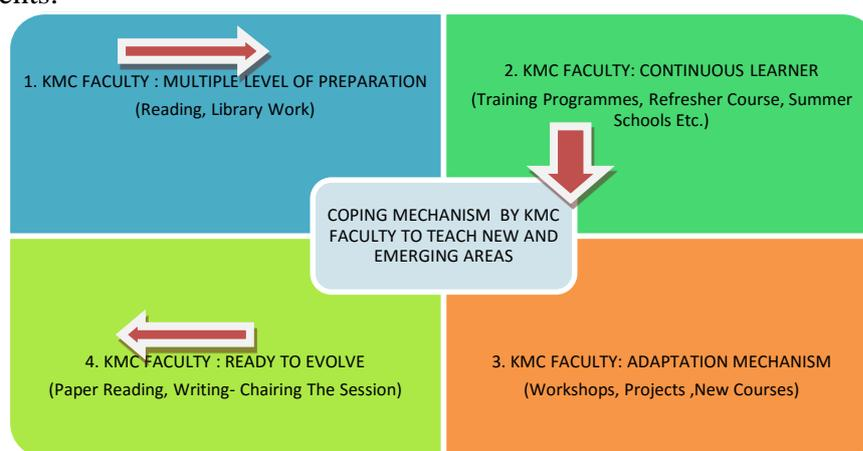 1. KMC FACULTY : MULTIPLE LEVEL OF PREPARATION
(Reading, Library Work)
2. KMC FACULTY: CONTINUOUS LEARNER
(Training Programmes, Refresher Course, Summer
Schools Etc.)
COPING MECHANISM BY KMC
FACULTY TO TEACH NEW AND
EMERGING AREAS
4. KMC FACULTY : READY TO EVOLVE
(Paper Reading, Writing- Chairing The Session)
3. KMC FACULTY: ADAPTATION MECHANISM
(Workshops, Projects ,New Courses)